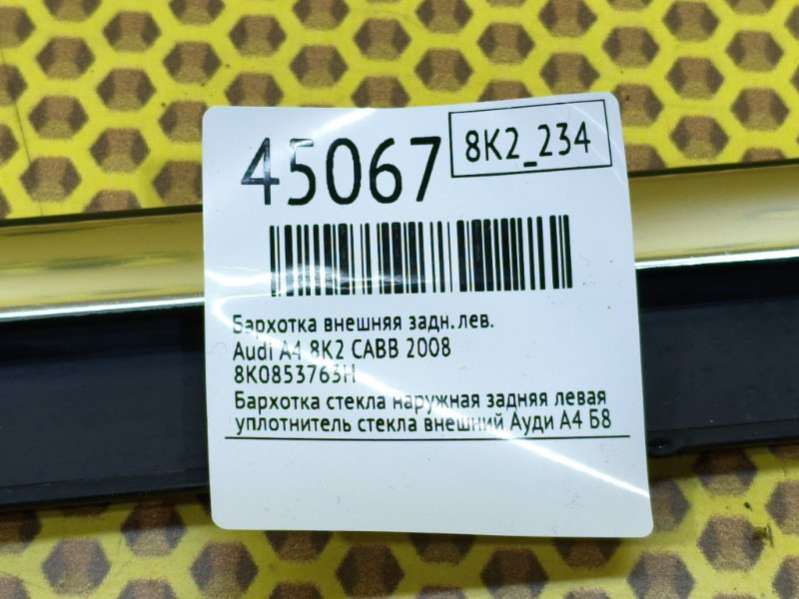 45067
8K2_234
Бархотка внешняя задн.лев.
Audi A4 8K2 CABB 2008
8K0853763H
Бархотка стекла наружная задняя левая
уплотнитель стекла внешний Ауди А4 Б8